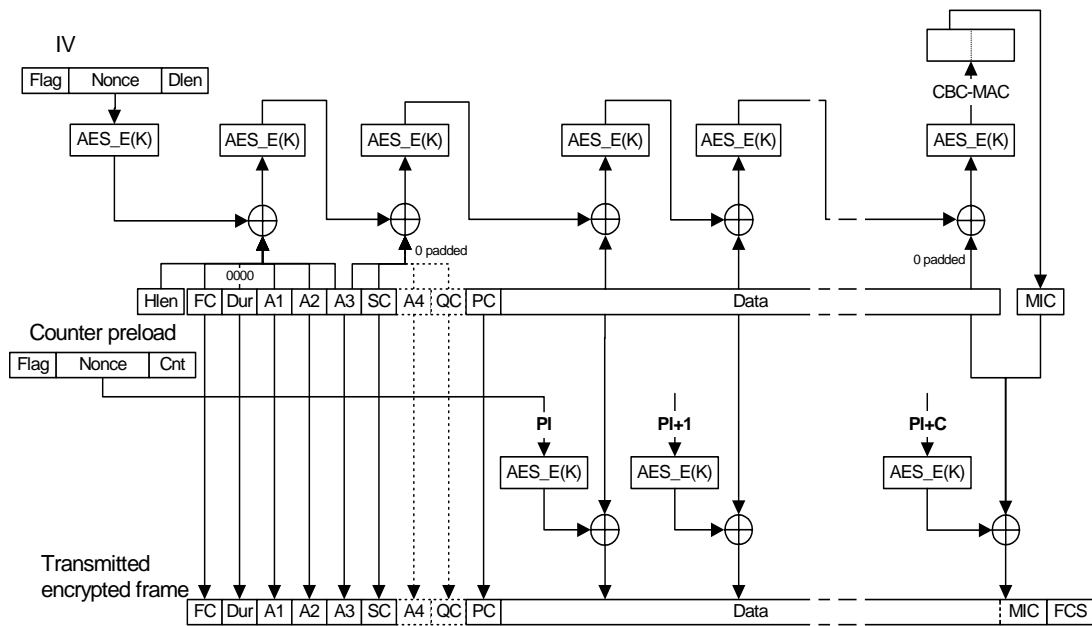 IV
Flag Nonce Dlen
CBC-MAC
AES_E(K) AES_E(K) AES_E(K) AES_E(K) AES_E(K) AES_E(K)
0 padded
0 padded
0000
Hlen FC Dur A1 A2 A3 SC A4 QC PC Data MIC
Counter preload
Flag Nonce Cnt
PI PI+1 PI+C
AES_E(K) AES_E(K) AES_E(K)
Transmitted
encrypted frame
FC Dur A1 A2 A3 SC A4 QC PC Data MIC FCS